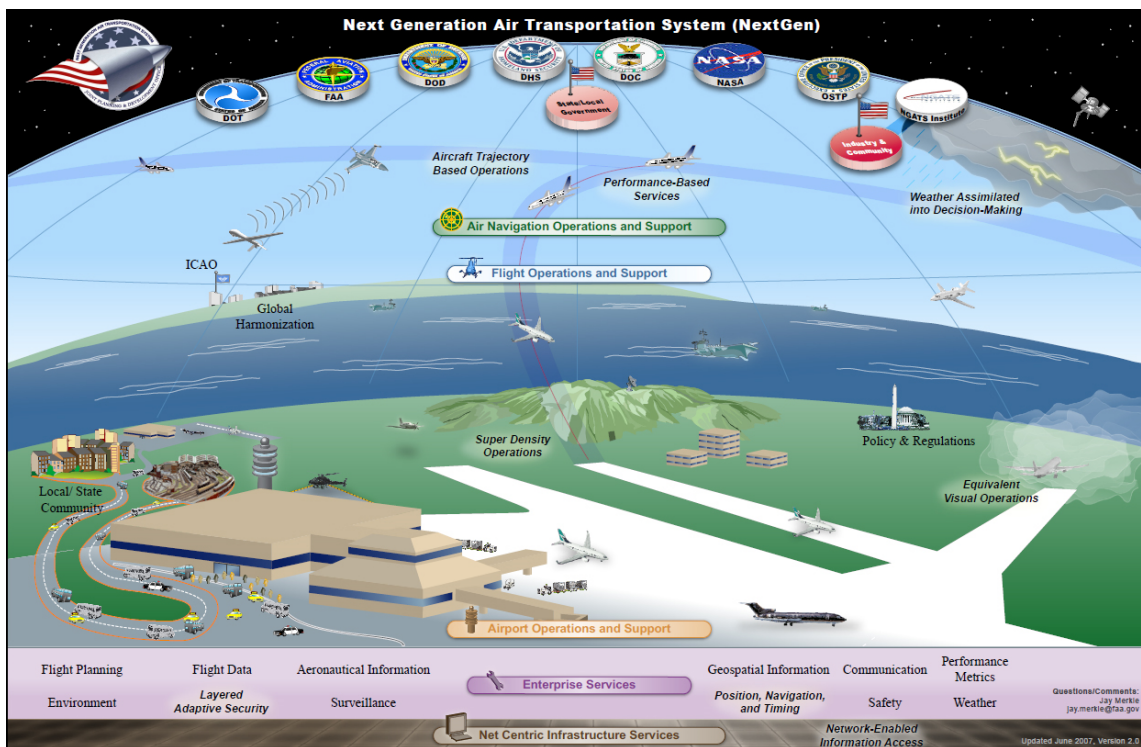 Next Generation Air Transportation System (NextGen)
JOINT PLANNING & DEVELOPMENT
DOT
FAA
DOD
DHS
DOC
NASA
NASA
OSTP
NGATS Institute
State/Local
Government
Industry &
Community
Aircraft Trajectory
Based Operations
Performance-Based
Services
Weather Assimilated
into Decision-Making
Air Navigation Operations and Support
ICAO
Flight Operations and Support
Global
Harmonization
Super Density
Operations
Policy & Regulations
Local/ State
Community
Equivalent
Visual Operations
Airport Operations and Support
Flight Planning
Flight Data
Aeronautical Information
Enterprise Services
Geospatial Information
Communication
Performance
Metrics
Environment
Layered
Adaptive Security
Surveillance
Position, Navigation,
and Timing
Safety
Weather
Questions/Comments:
Jay Merkle
jay.merkle@faa.gov
Net Centric Infrastructure Services
Network-Enabled
Information Access
Updated June 2007, Version 2.0